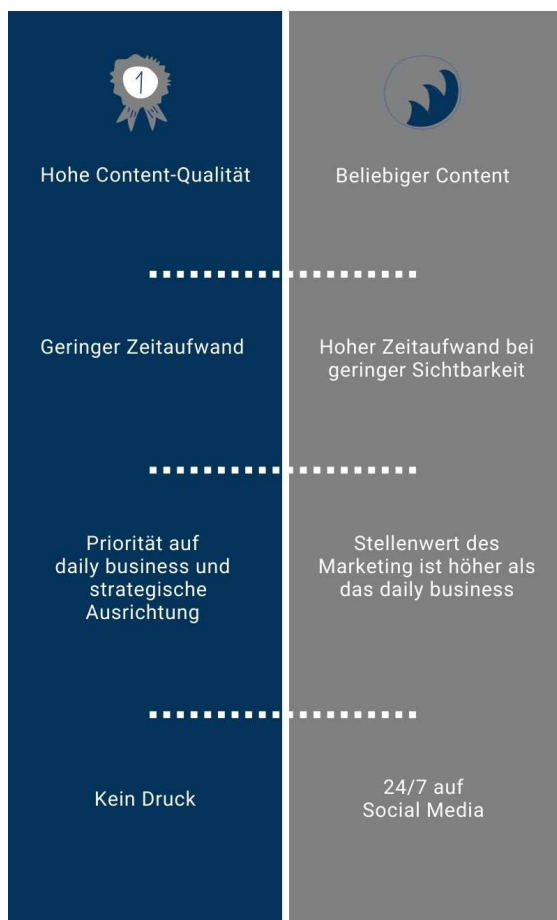 1
Hohe Content-Qualität
Beliebiger Content
Geringer Zeitaufwand
Hoher Zeitaufwand bei
geringer Sichtbarkeit
Priorität auf
daily business und
strategische
Ausrichtung
Stellenwert des
Marketing ist höher als
das daily business
Kein Druck
24/7 auf
Social Media